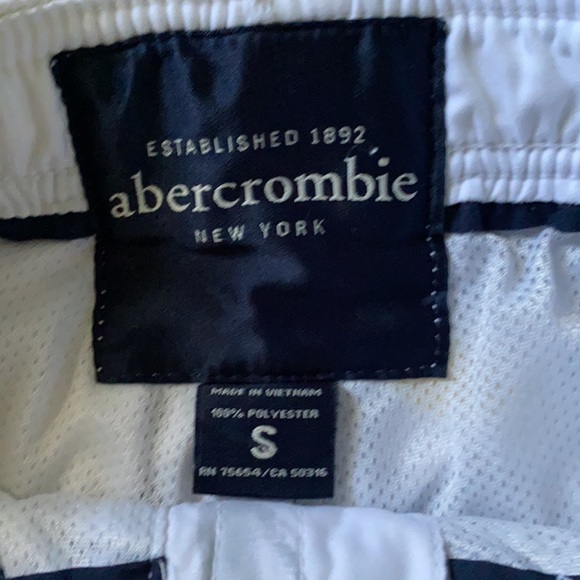 ESTABLISHED 1892
abercrombie
NEW YORK
MADE IN VIETNAM
100% POLYESTER
S
RN 75654/CA 50316